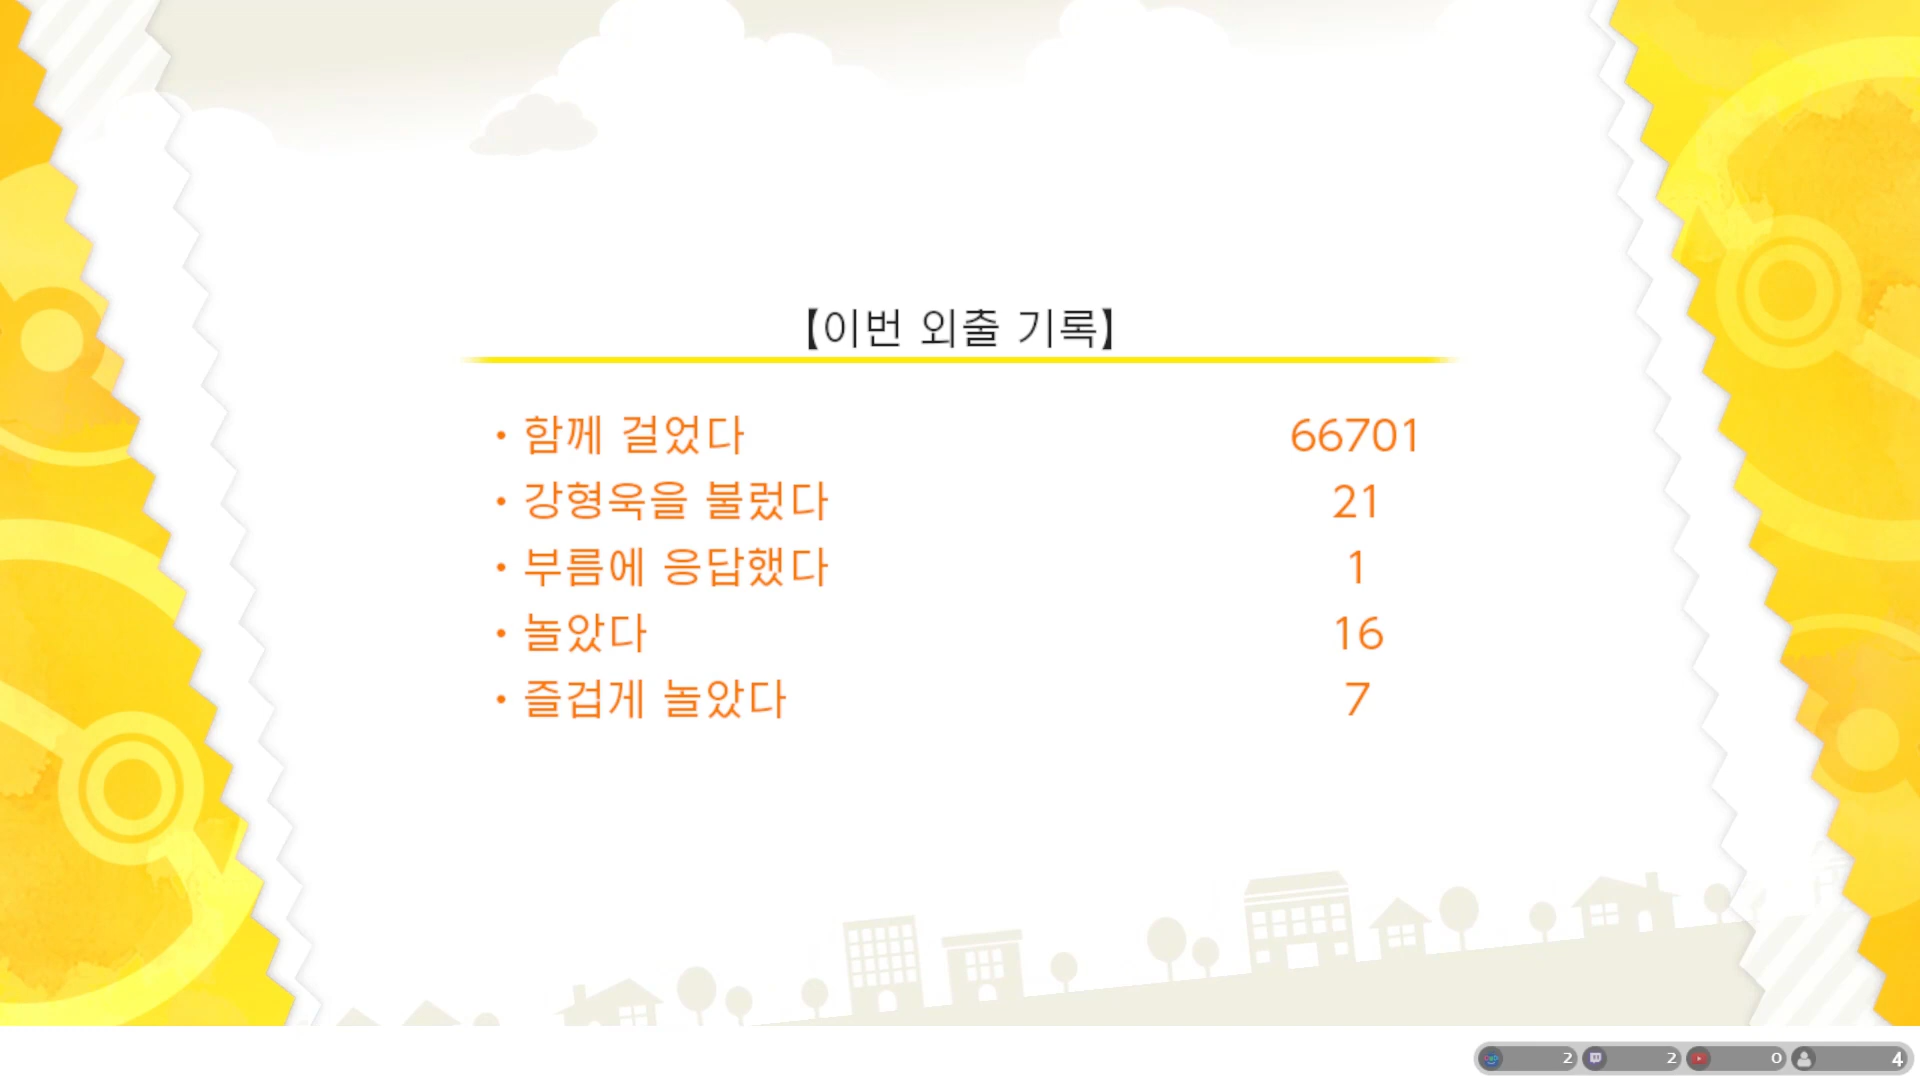 【이번 외출 기록】
・함께 걸었다 66701
・강형욱을 불렀다 21
・부름에 응답했다 1
・놀았다 16
・즐겁게 놀았다 7
2 2 0 4